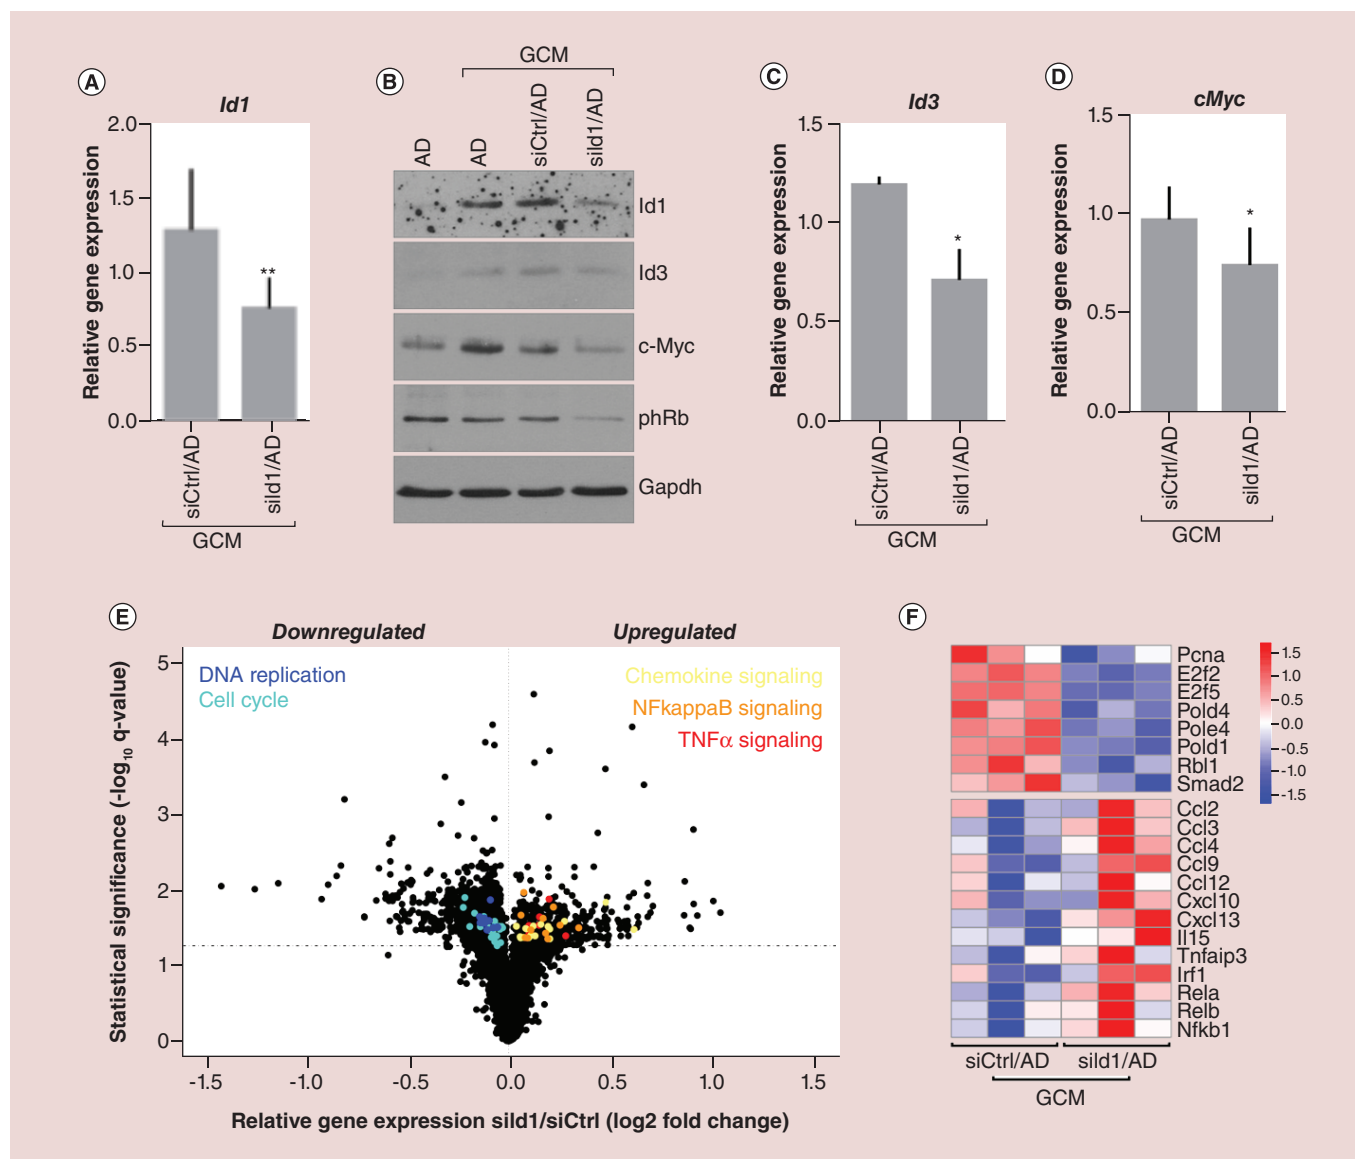 A
Id1
Relative gene expression
2.0
1.5
1.0
0.5
0.0
**
siCtrl/AD
siId1/AD
GCM
B
GCM
AD
AD
siCtrl/AD
siId1/AD
Id1
Id3
c-Myc
phRb
Gapdh
C
Id3
Relative gene expression
1.5
1.0
0.5
0.0
*
siCtrl/AD
siId1/AD
GCM
D
cMyc
Relative gene expression
1.5
1.0
0.5
0.0
*
siCtrl/AD
siId1/AD
GCM
E
Downregulated
Upregulated
DNA replication
Cell cycle
Chemokine signaling
NFkappaB signaling
TNFα signaling
Statistical significance (-log10 q-value)
5
4
3
2
1
0
-1.5
-1.0
-0.5
0.0
0.5
1.0
1.5
Relative gene expression siId1/siCtrl (log2 fold change)
F
Pcna
E2f2
E2f5
Pold4
Pole4
Pold1
Rbl1
Smad2
Ccl2
Ccl3
Ccl4
Ccl9
Ccl12
Cxcl10
Cxcl13
Il15
Tnfaip3
Irf1
Rela
Relb
Nfkb1
1.5
1.0
0.5
0.0
-0.5
-1.0
-1.5
siCtrl/AD
siId1/AD
GCM